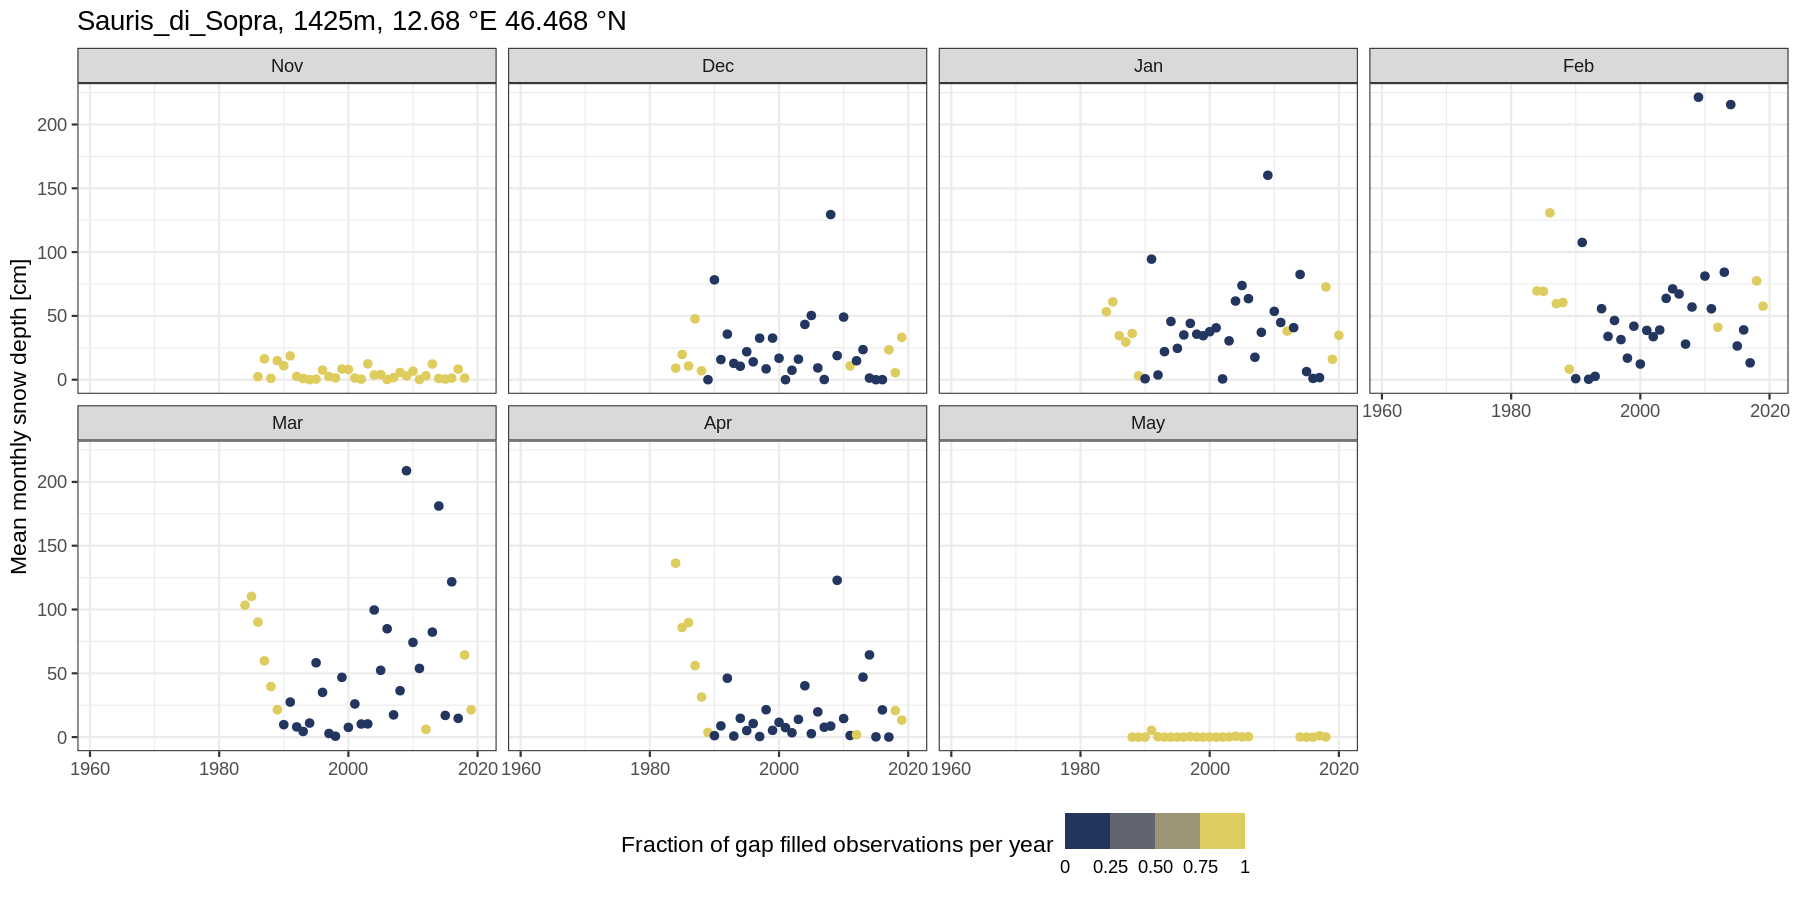 Sauris_di_Sopra, 1425m, 12.68 °E 46.468 °N
Nov
Dec
Jan
Feb
200
150
100
50
0
1960 1980 2000 2020
Mar
Apr
May
200
150
100
50
0
1960 1980 2000 2020
1960 1980 2000 2020
1960 1980 2000 2020
Mean monthly snow depth [cm]
Fraction of gap filled observations per year
0 0.25 0.50 0.75 1